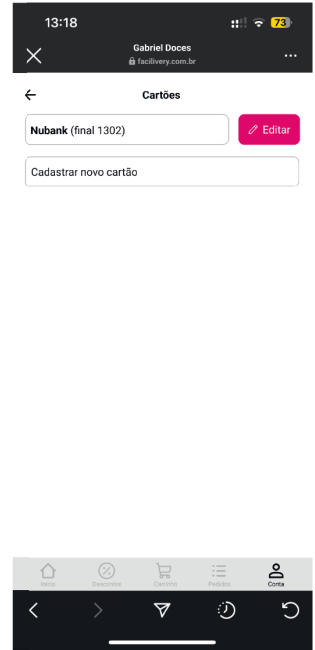 13:18
73
Gabriel Doces
facilivery.com.br
Cartões
Nubank (final 1302)
Editar
Cadastrar novo cartão
Início
Descontos
Carrinho
Pedidos
Conta